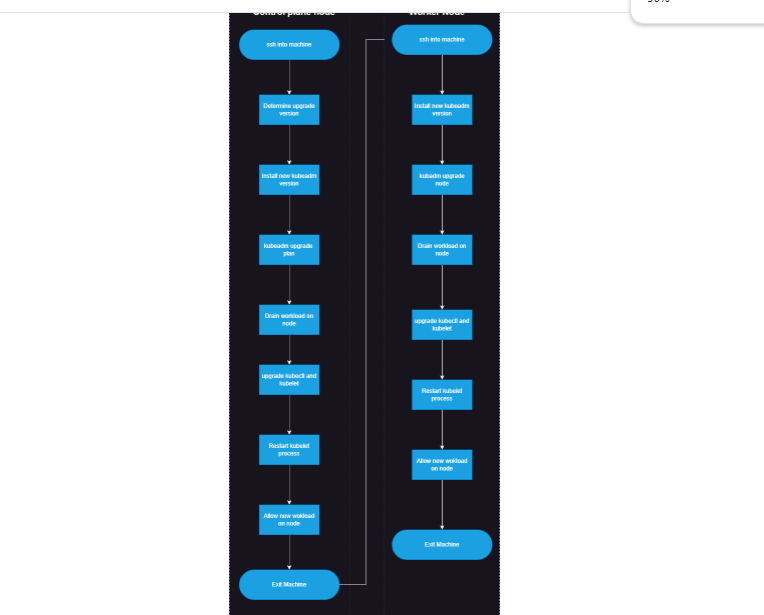 Control plane node
ssh into machine
Determine upgrade
version
Install new kubeadm
version
kubeadm upgrade
plan
Drain workload on
node
upgrade kubectl and
kubelet
Restart kubelet
process
Allow new wokload
on node
Exit Machine
Worker Node
ssh into machine
Install new kubeadm
version
kubadm upgrade
node
Drain workload on
node
upgrade kubectl and
kubelet
Restart kubelet
process
Allow new wokload
on node
Exit Machine